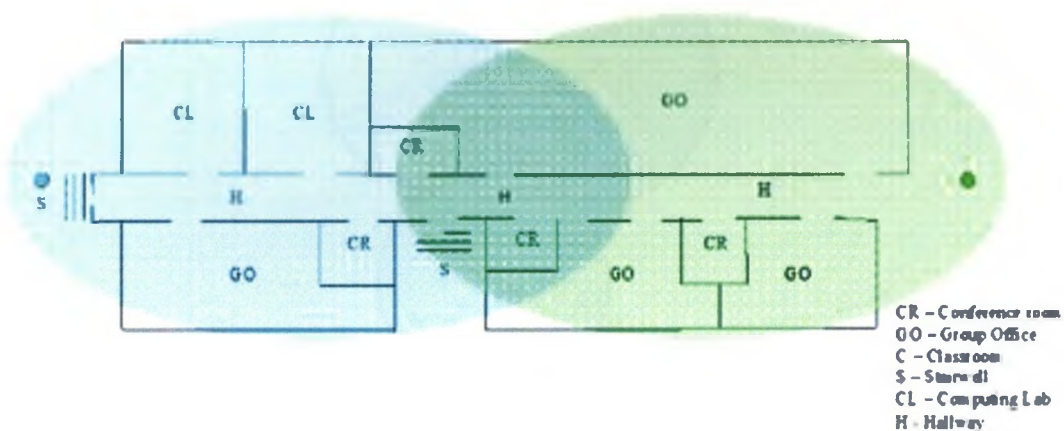 GO
CL
CL
CR
H
H
H
S
CR
CR
CR
GO
GO
GO
S
CR – Conference room
GO – Group Office
C – Classroom
S – Stairwell
CL – Computing Lab
H - Hallway